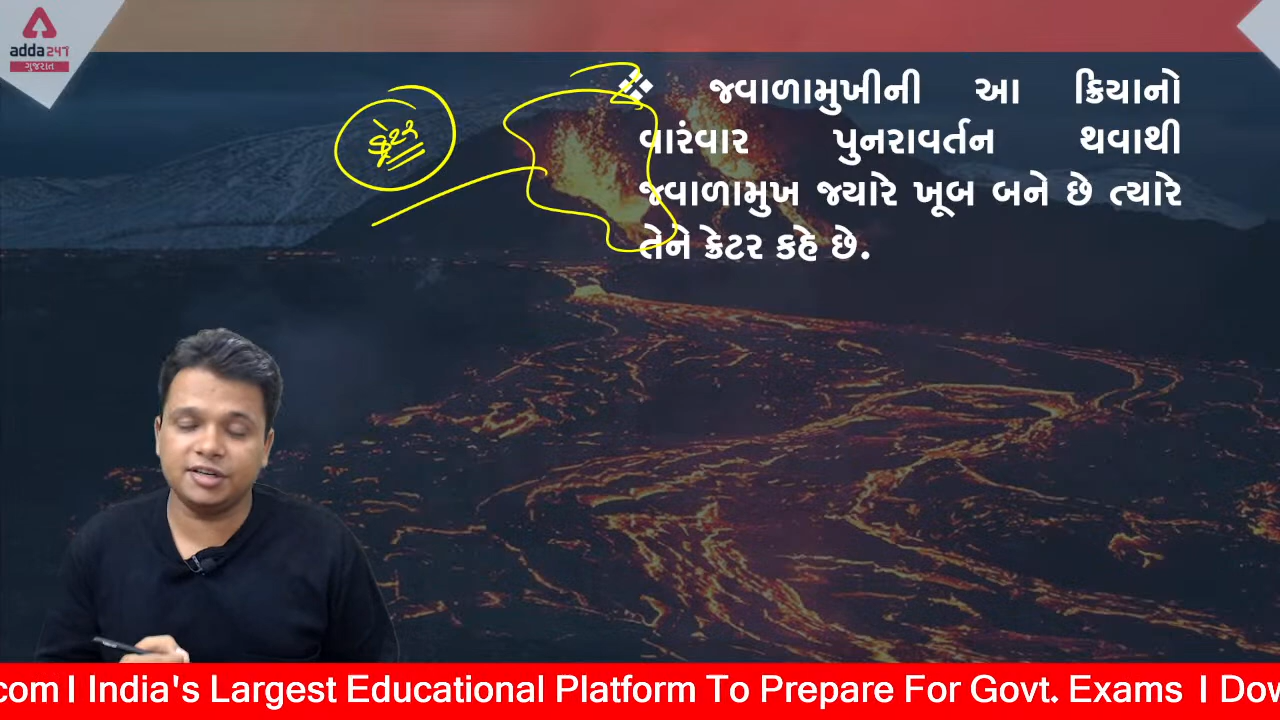 adda247
ગુજરાત
❖ જ્વાળામુખીની આ ક્રિયાનો
વારંવાર પુનરાવર્તન થવાથી
જ્વાળામુખ જ્યારે ખૂબ બને છે ત્યારે
તેને ક્રેટર કહે છે.
ક્રેટર
com I India's Largest Educational Platform To Prepare For Govt. Exams I Dow